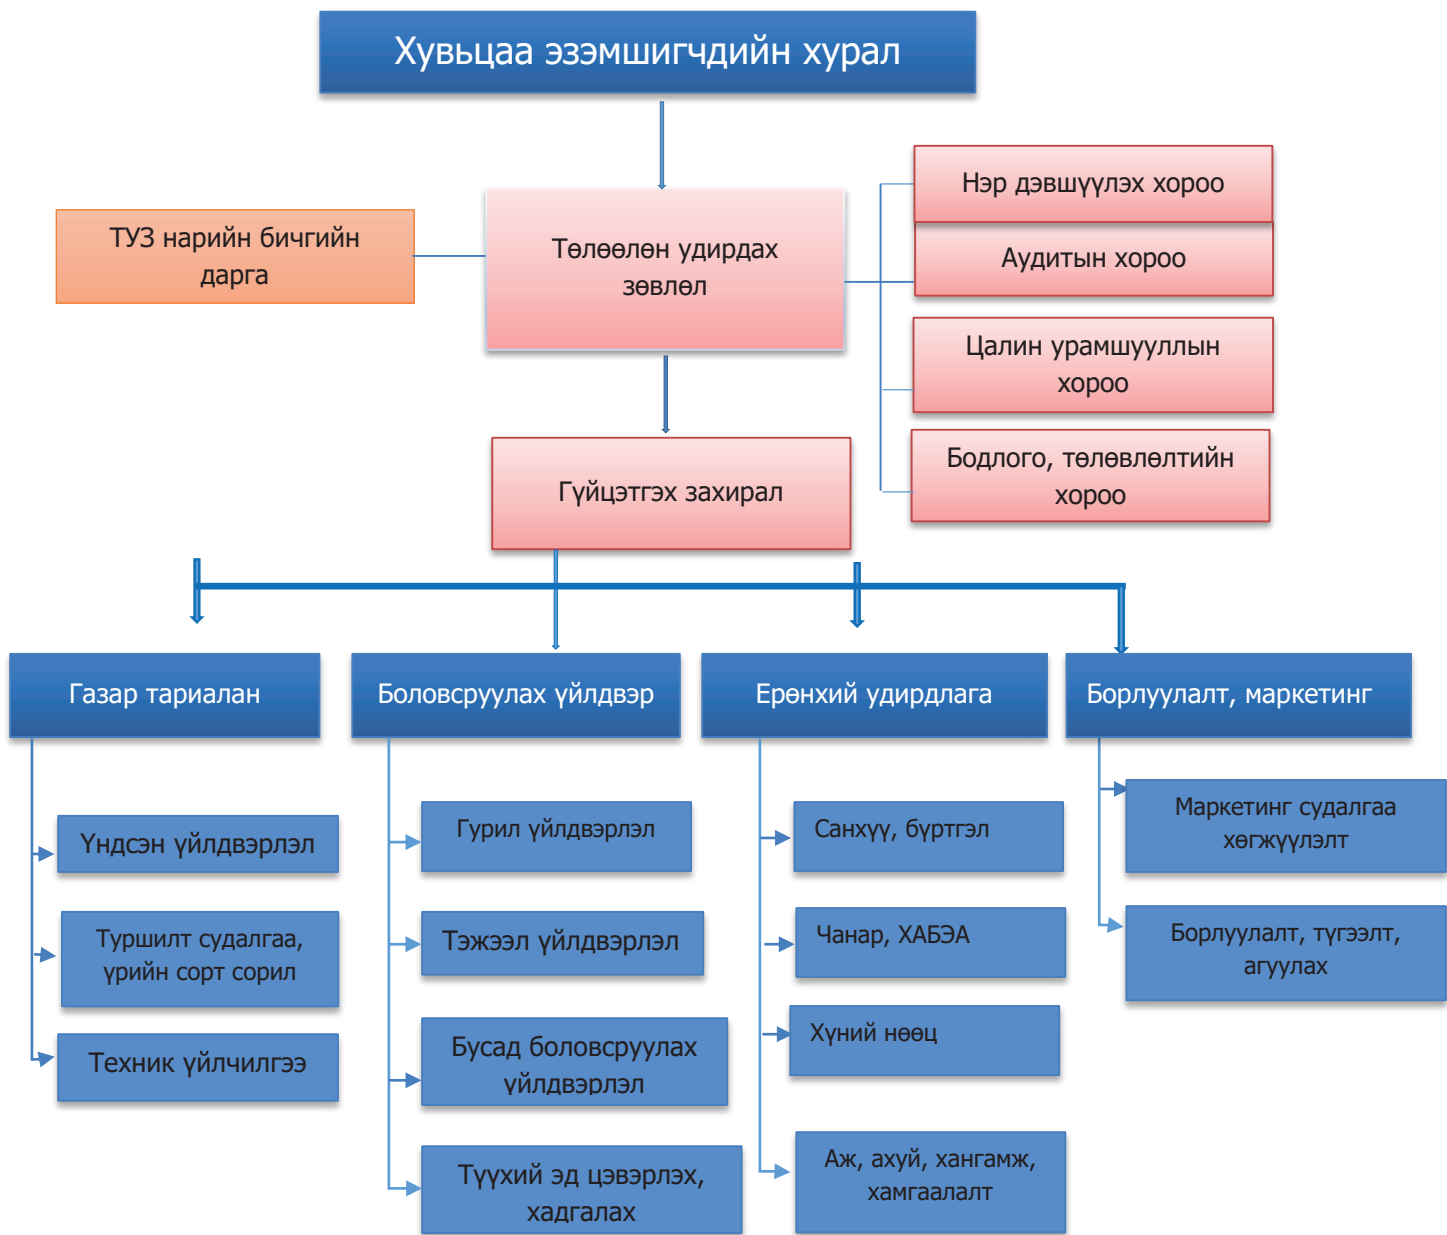 Хувьцаа эзэмшигчдийн хурал
ТУЗ нарийн бичгийн
дарга
Төлөөлөн удирдах
зөвлөл
Нэр дэвшүүлэх хороо
Аудитын хороо
Цалин урамшууллын
хороо
Бодлого, төлөвлөлтийн
хороо
Гүйцэтгэх захирал
Газар тариалан
Боловсруулах үйлдвэр
Ерөнхий удирдлага
Борлуулалт, маркетинг
Үндсэн үйлдвэрлэл
Туршилт судалгаа,
үрийн сорт сорил
Техник үйлчилгээ
Гурил үйлдвэрлэл
Тэжээл үйлдвэрлэл
Бусад боловсруулах
үйлдвэрлэл
Түүхий эд цэвэрлэх,
хадгалах
Санхүү, бүртгэл
Чанар, ХАБЭА
Хүний нөөц
Аж, ахуй, хангамж,
хамгаалалт
Маркетинг судалгаа
хөгжүүлэлт
Борлуулалт, түгээлт,
агуулах